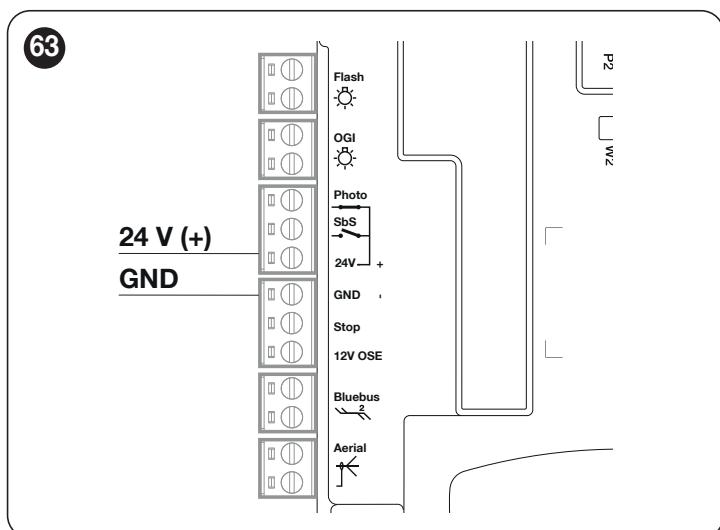 63
Flash
OGI
Photo
SbS
24V +
GND -
Stop
12V OSE
Bluebus
2
Aerial
24 V (+)
GND
P2
W2